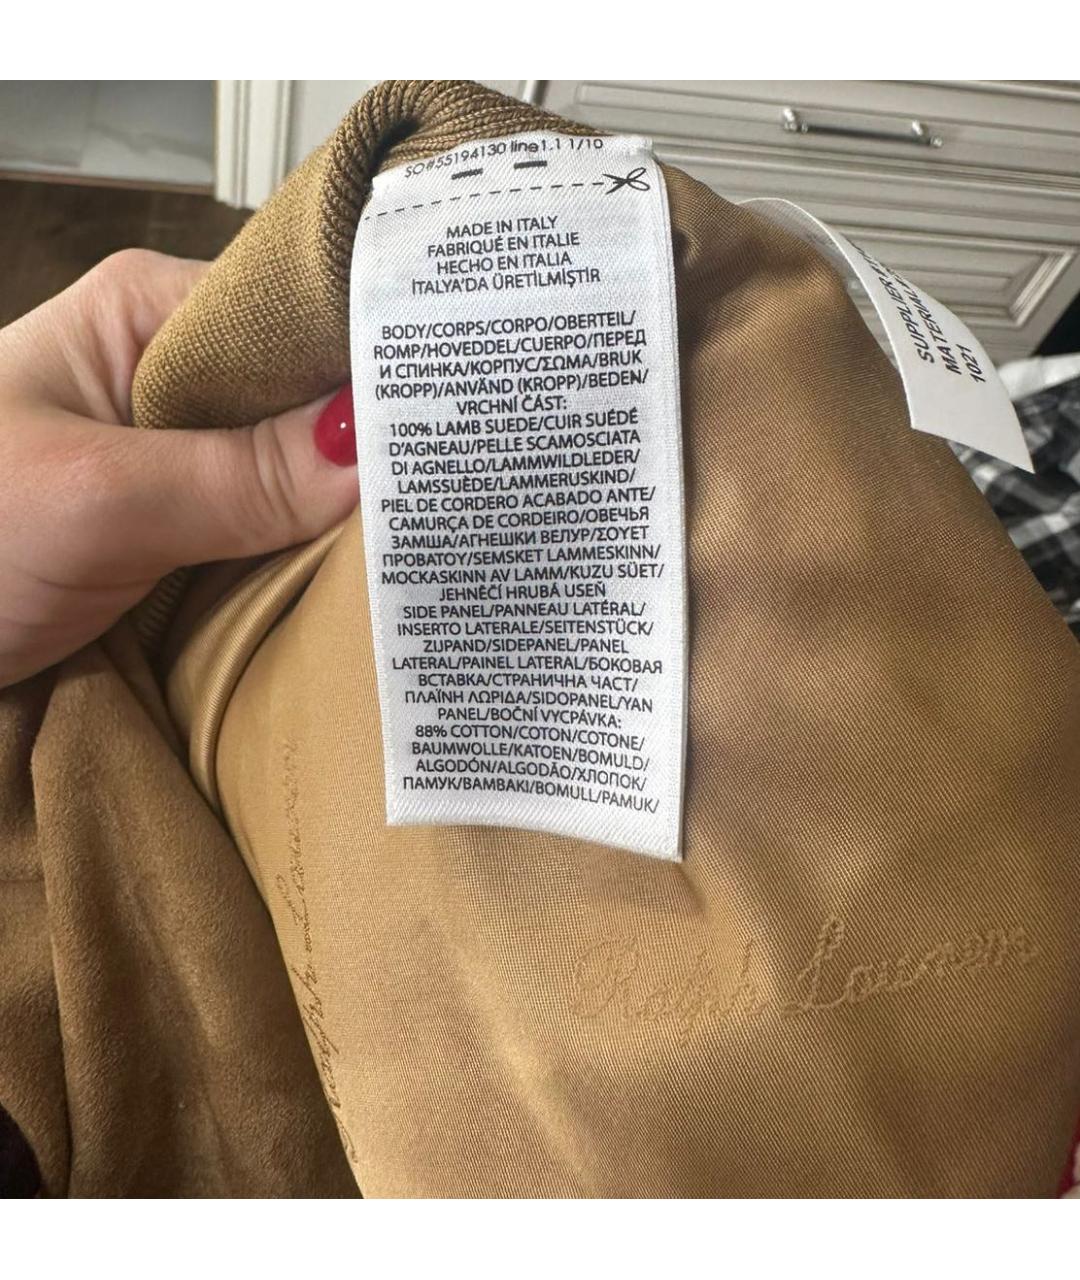 SO#55194130 line1.1 1/10
MADE IN ITALY
FABRIQUÉ EN ITALIE
HECHO EN ITALIA
İTALYA'DA ÜRETİLMİŞTİR
BODY/CORPS/CORPO/OBERTEIL/
ROMP/HOVEDDEL/CUERPO/ПЕРЕД
И СПИНКА/КОРПУС/ΣΩΜΑ/BRUK
(KROPP)/ANVÄND (KROPP)/BEDEN/
VRCHNÍ ČÁST:
100% LAMB SUEDE/CUIR SUÉDÉ
D'AGNEAU/PELLE SCAMOSCIATA
DI AGNELLO/LAMMWILDLEDER/
LAMSSUÈDE/LAMMERUSKIND/
PIEL DE CORDERO ACABADO ANTE/
CAMURÇA DE CORDEIRO/ОВЕЧЬЯ
ЗАМША/АГНЕШКИ ВЕЛУР/ΣΟΥΕΤ
ΠΡΟΒΑΤΟΥ/SEMSKET LAMMESKINN/
MOCKASKINN AV LAMM/KUZU SÜET/
JEHNĚČÍ HRUBÁ USEŇ
SIDE PANEL/PANNEAU LATÉRAL/
INSERTO LATERALE/SEITENSTÜCK/
ZIJPAND/SIDEPANEL/PANEL
LATERAL/PAINEL LATERAL/БОКОВАЯ
ВСТАВКА/СТРАНИЧНА ЧАСТ/
ΠΛΑΪΝΗ ΛΩΡΙΔΑ/SIDOPANEL/YAN
PANEL/BOČNÍ VYCPÁVKA:
88% COTTON/COTON/COTONE/
BAUMWOLLE/KATOEN/BOMULD/
ALGODÓN/ALGODÃO/ХЛОПОК/
ПАМУК/ΒΑΜΒΑΚΙ/BOMULL/PAMUK/
SUPPLIER
MATERIAL
1021
Ralph Lauren